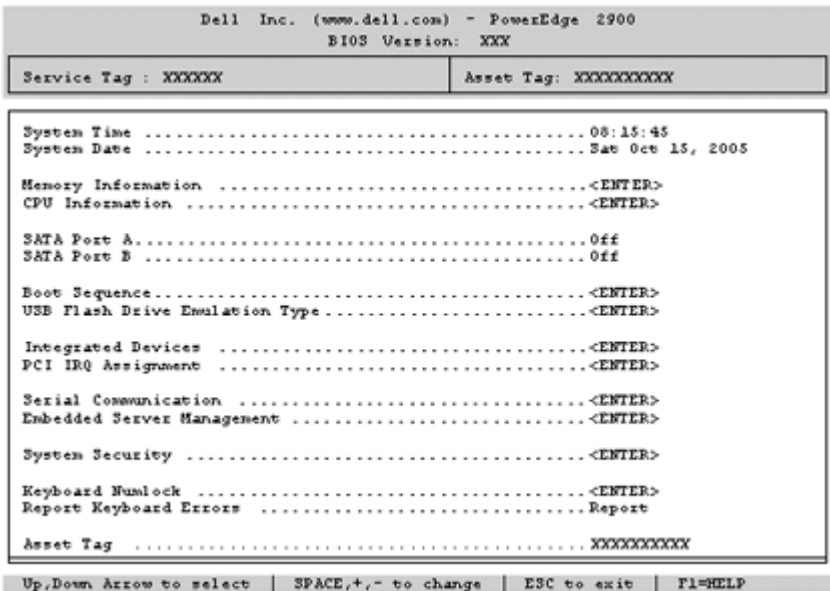 Dell Inc. (www.dell.com) - PowerEdge 2900
BIOS Version: XXX
Service Tag : XXXXXX
Asset Tag: XXXXXXXXXX
System Time ............................................08:15:45
System Date ............................................Sat Oct 15, 2005
Memory Information .....................................<ENTER>
CPU Information ........................................<ENTER>
SATA Port A.............................................Off
SATA Port B ............................................Off
Boot Sequence...........................................<ENTER>
USB Flash Drive Emulation Type..........................<ENTER>
Integrated Devices .....................................<ENTER>
PCI IRQ Assignment .....................................<ENTER>
Serial Communication ...................................<ENTER>
Embedded Server Management .............................<ENTER>
System Security ........................................<ENTER>
Keyboard Numlock .......................................<ENTER>
Report Keyboard Errors .................................Report
Asset Tag ..............................................XXXXXXXXXX
Up,Down Arrow to select | SPACE,+,- to change | ESC to exit | F1=HELP